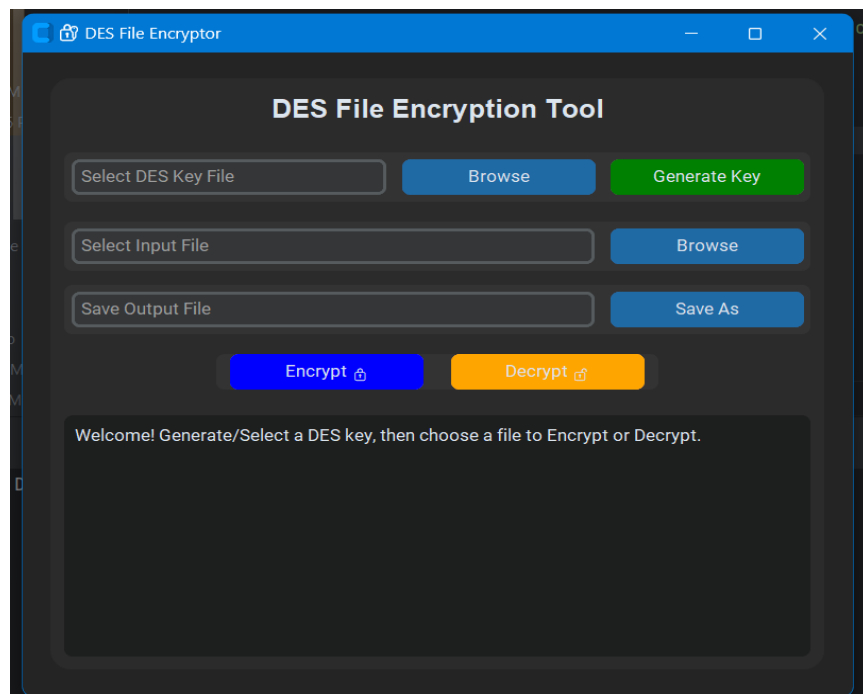 DES File Encryptor
DES File Encryption Tool
Select DES Key File Browse Generate Key
Select Input File Browse
Save Output File Save As
Encrypt Decrypt
Welcome! Generate/Select a DES key, then choose a file to Encrypt or Decrypt.